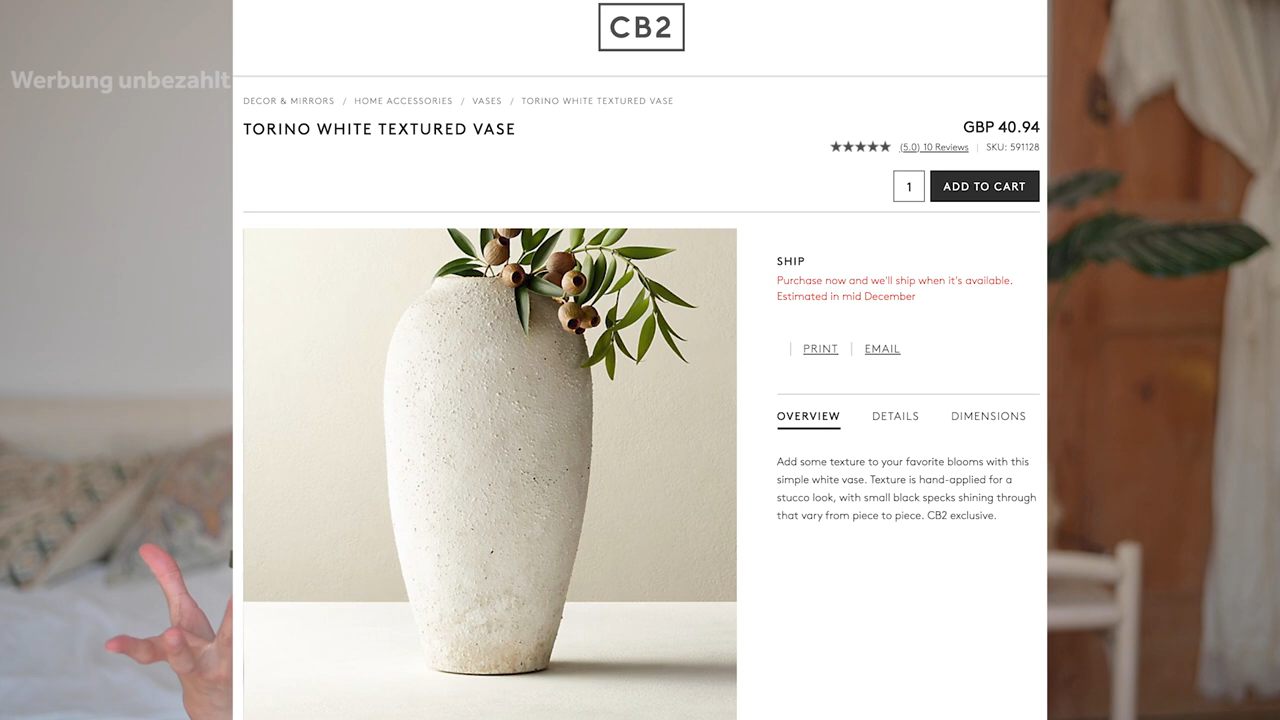 CB2
Werbung unbezahlt
DECOR & MIRRORS / HOME ACCESSORIES / VASES / TORINO WHITE TEXTURED VASE
TORINO WHITE TEXTURED VASE
GBP 40.94
★★★★★ (5.0) 10 Reviews | SKU: 591128
1 ADD TO CART
SHIP
Purchase now and we'll ship when it's available.
Estimated in mid December
| PRINT | EMAIL
OVERVIEW DETAILS DIMENSIONS
Add some texture to your favorite blooms with this
simple white vase. Texture is hand-applied for a
stucco look, with small black specks shining through
that vary from piece to piece. CB2 exclusive.